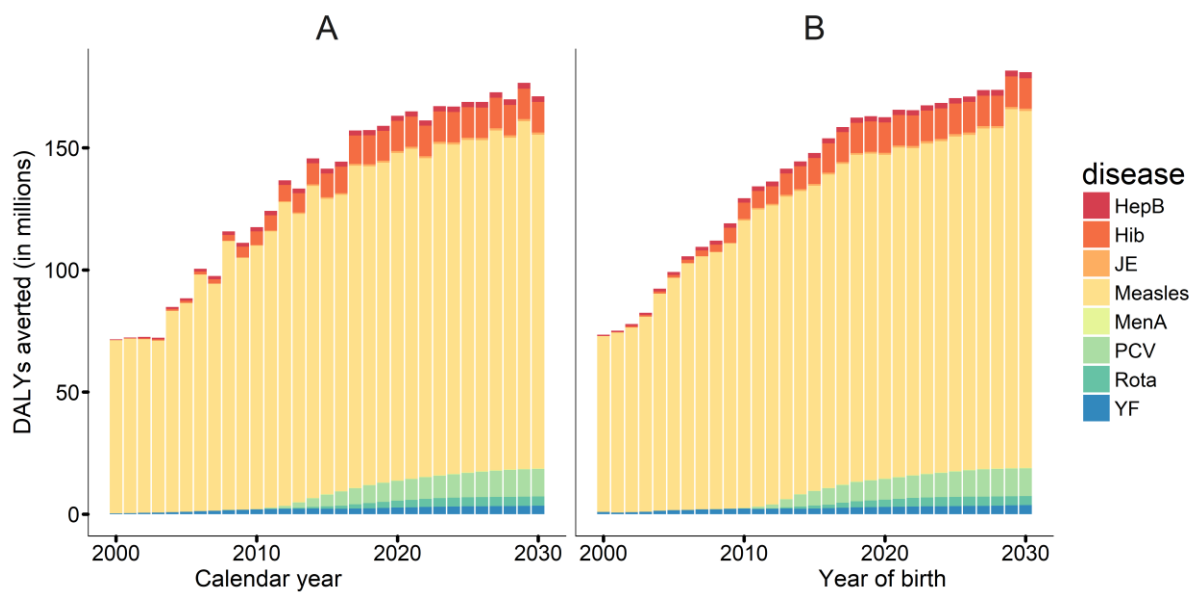 A
B
DALYs averted (in millions)
150
100
50
0
2000
2010
2020
2030
Calendar year
2000
2010
2020
2030
Year of birth
disease
HepB
Hib
JE
Measles
MenA
PCV
Rota
YF